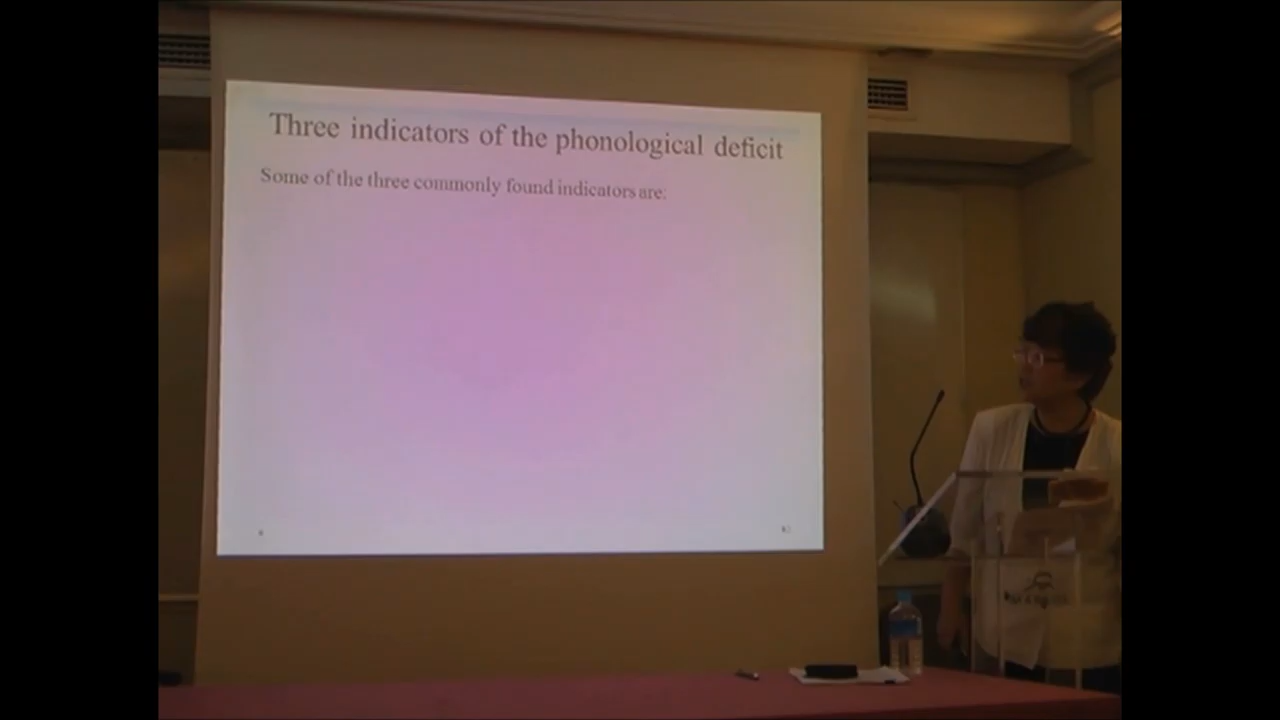 Three indicators of the phonological deficit
Some of the three commonly found indicators are: